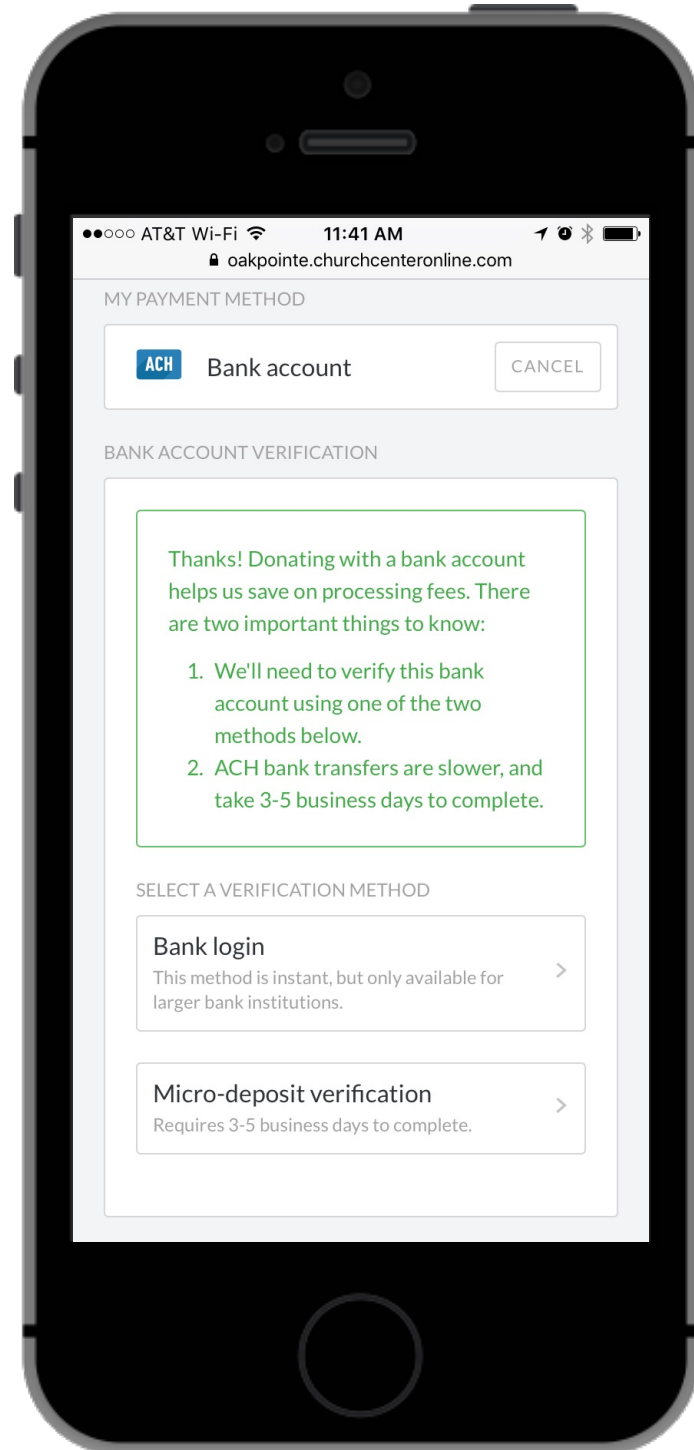 AT&T Wi-Fi 11:41 AM
oakpointe.churchcenteronline.com
MY PAYMENT METHOD
ACH Bank account CANCEL
BANK ACCOUNT VERIFICATION
Thanks! Donating with a bank account
helps us save on processing fees. There
are two important things to know:
1. We'll need to verify this bank
account using one of the two
methods below.
2. ACH bank transfers are slower, and
take 3-5 business days to complete.
SELECT A VERIFICATION METHOD
Bank login
This method is instant, but only available for
larger bank institutions.
Micro-deposit verification
Requires 3-5 business days to complete.